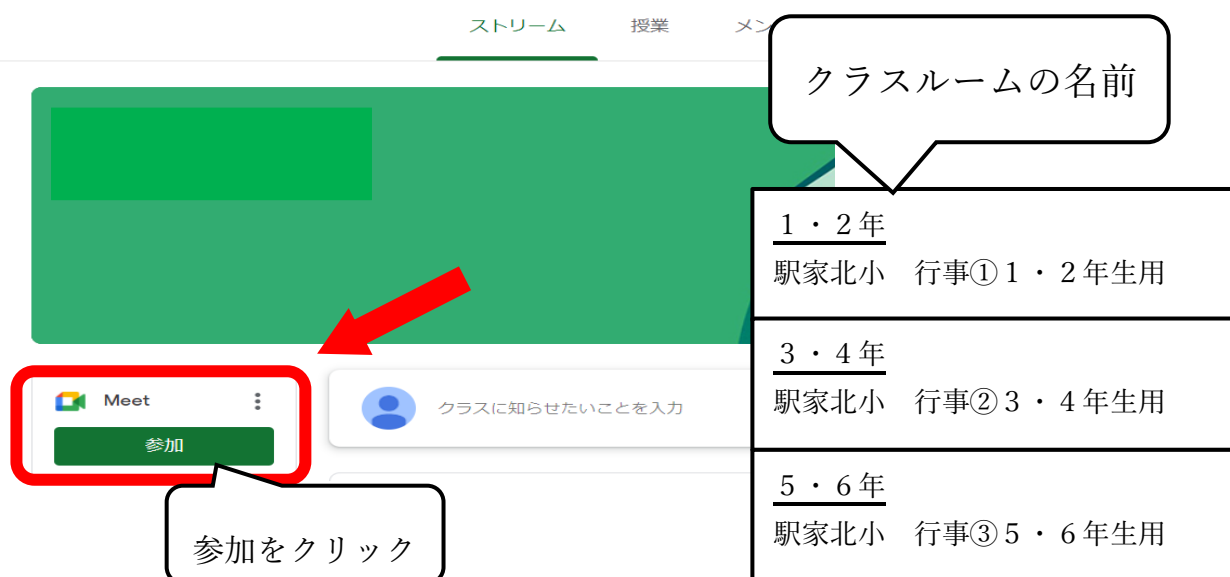 ストリーム 授業 メン
クラスルームの名前
１・２年
駅家北小　行事①１・２年生用
３・４年
駅家北小　行事②３・４年生用
５・６年
駅家北小　行事③５・６年生用
Meet
参加
クラスに知らせたいことを入力
参加をクリック